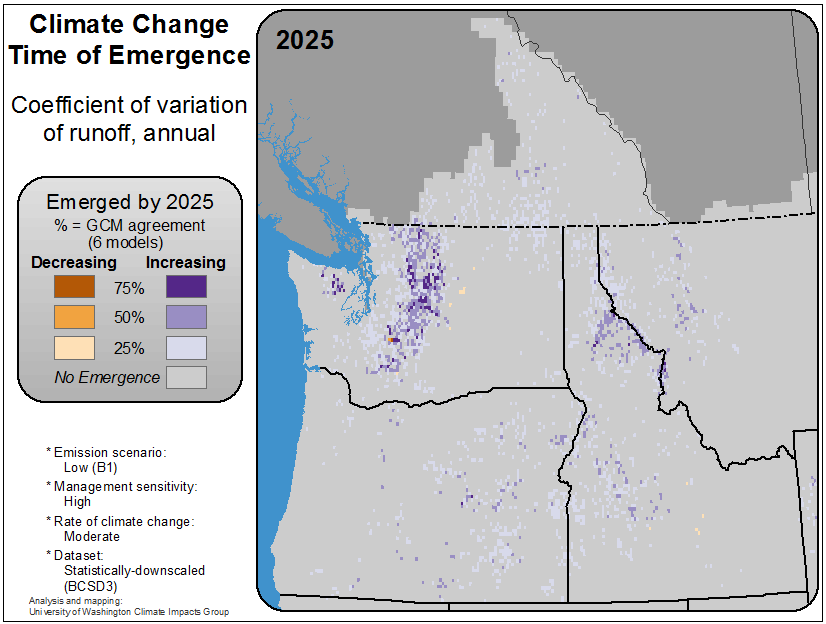 Climate Change
Time of Emergence
Coefficient of variation
of runoff, annual
2025
Emerged by 2025
% = GCM agreement
(6 models)
Decreasing Increasing
75%
50%
25%
No Emergence
* Emission scenario:
Low (B1)
* Management sensitivity:
High
* Rate of climate change:
Moderate
* Dataset:
Statistically-downscaled
(BCSD3)
Analysis and mapping:
University of Washington Climate Impacts Group